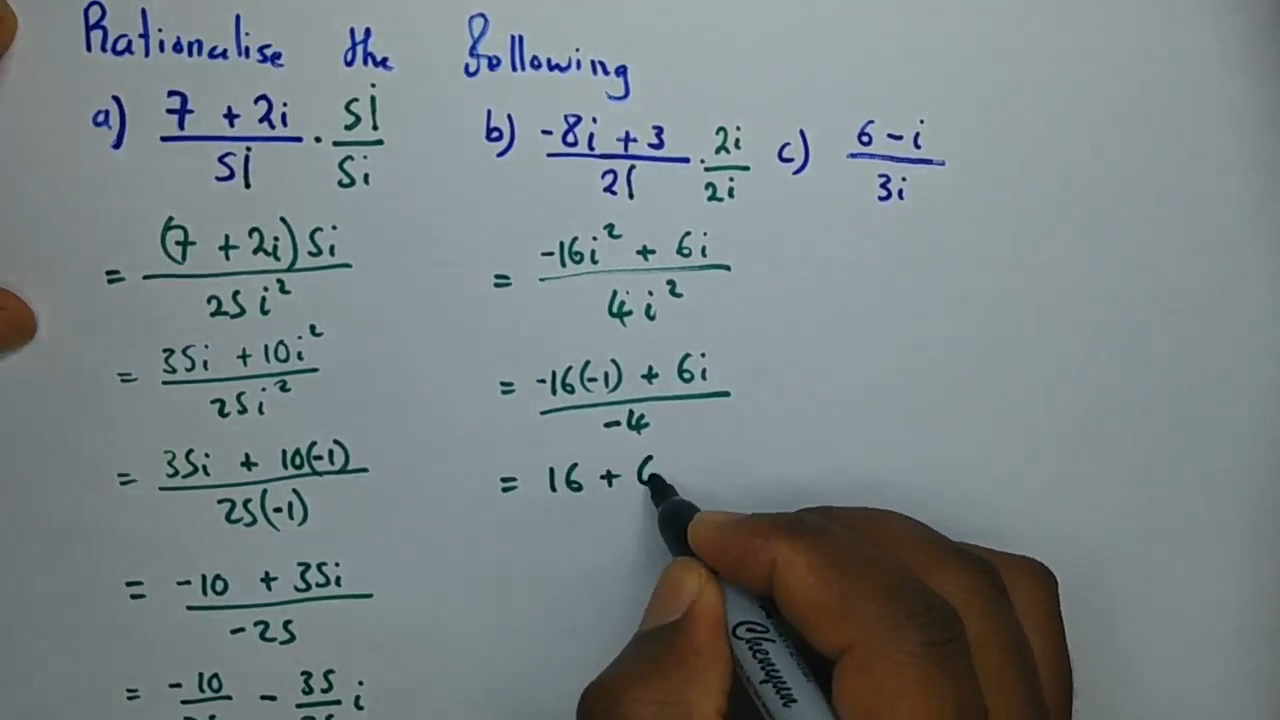 Rationalise the following
a) 7 + 2i / 5i · 5i / 5i
= (7 + 2i)5i / 25i²
= 35i + 10i² / 25i²
= 35i + 10(-1) / 25(-1)
= -10 + 35i / -25
= -10 - 35 i
b) -8i + 3 / 2i · 2i / 2i
= -16i² + 6i / 4i²
= -16(-1) + 6i / -4
= 16 + 6
c) 6 - i / 3i
Chenyun